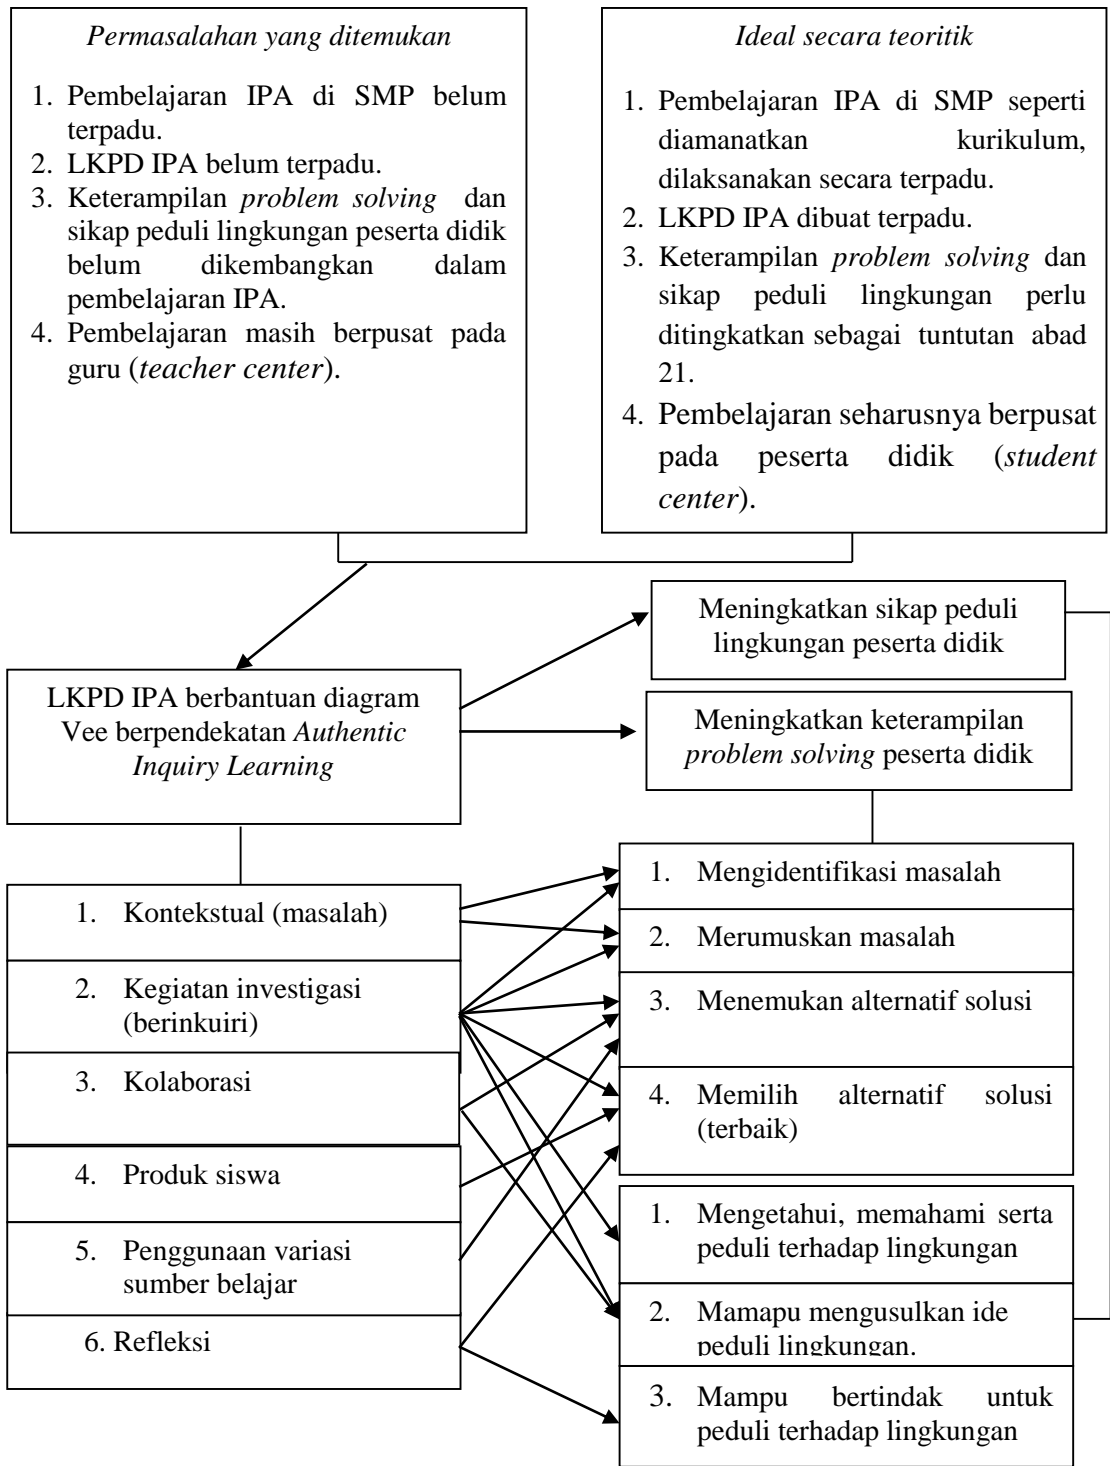 Permasalahan yang ditemukan
1. Pembelajaran IPA di SMP belum
terpadu.
2. LKPD IPA belum terpadu.
3. Keterampilan problem solving dan
sikap peduli lingkungan peserta didik
belum dikembangkan dalam
pembelajaran IPA.
4. Pembelajaran masih berpusat pada
guru (teacher center).
Ideal secara teoritik
1. Pembelajaran IPA di SMP seperti
diamanatkan kurikulum,
dilaksanakan secara terpadu.
2. LKPD IPA dibuat terpadu.
3. Keterampilan problem solving dan
sikap peduli lingkungan perlu
ditingkatkan sebagai tuntutan abad
21.
4. Pembelajaran seharusnya berpusat
pada peserta didik (student
center).
Meningkatkan sikap peduli
lingkungan peserta didik
LKPD IPA berbantuan diagram
Vee berpendekatan Authentic
Inquiry Learning
Meningkatkan keterampilan
problem solving peserta didik
1. Kontekstual (masalah)
2. Kegiatan investigasi
(berinkuiri)
3. Kolaborasi
4. Produk siswa
5. Penggunaan variasi
sumber belajar
6. Refleksi
1. Mengidentifikasi masalah
2. Merumuskan masalah
3. Menemukan alternatif solusi
4. Memilih alternatif solusi
(terbaik)
1. Mengetahui, memahami serta
peduli terhadap lingkungan
2. Mamapu mengusulkan ide
peduli lingkungan.
3. Mampu bertindak untuk
peduli terhadap lingkungan